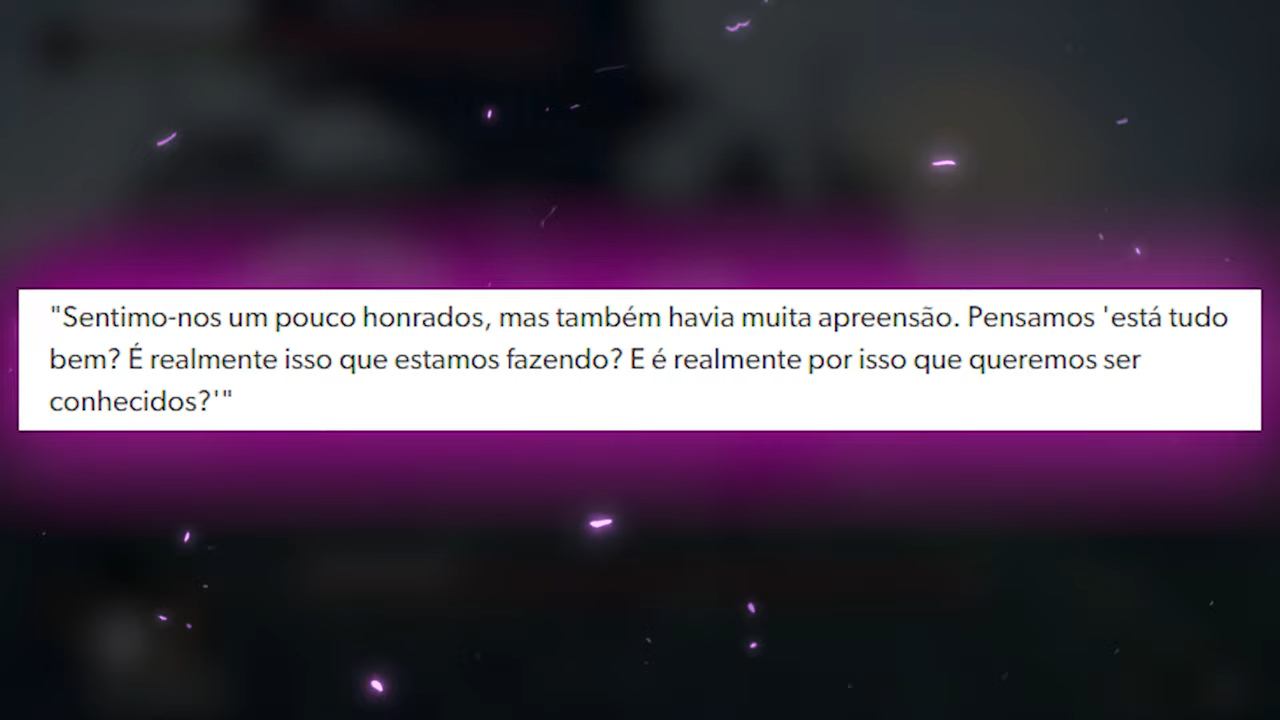 "Sentimo-nos um pouco honrados, mas também havia muita apreensão. Pensamos 'está tudo
bem? É realmente isso que estamos fazendo? E é realmente por isso que queremos ser
conhecidos?'"